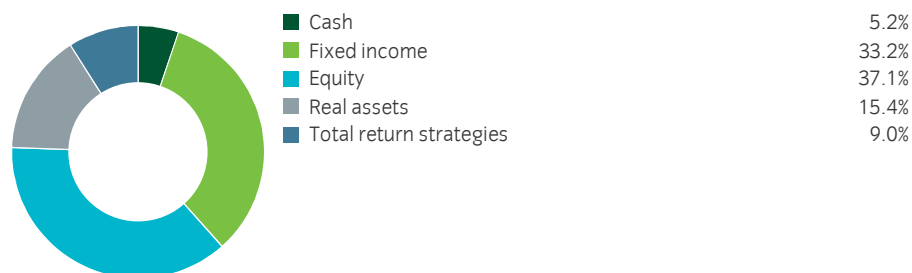 Cash 5.2%
Fixed income 33.2%
Equity 37.1%
Real assets 15.4%
Total return strategies 9.0%